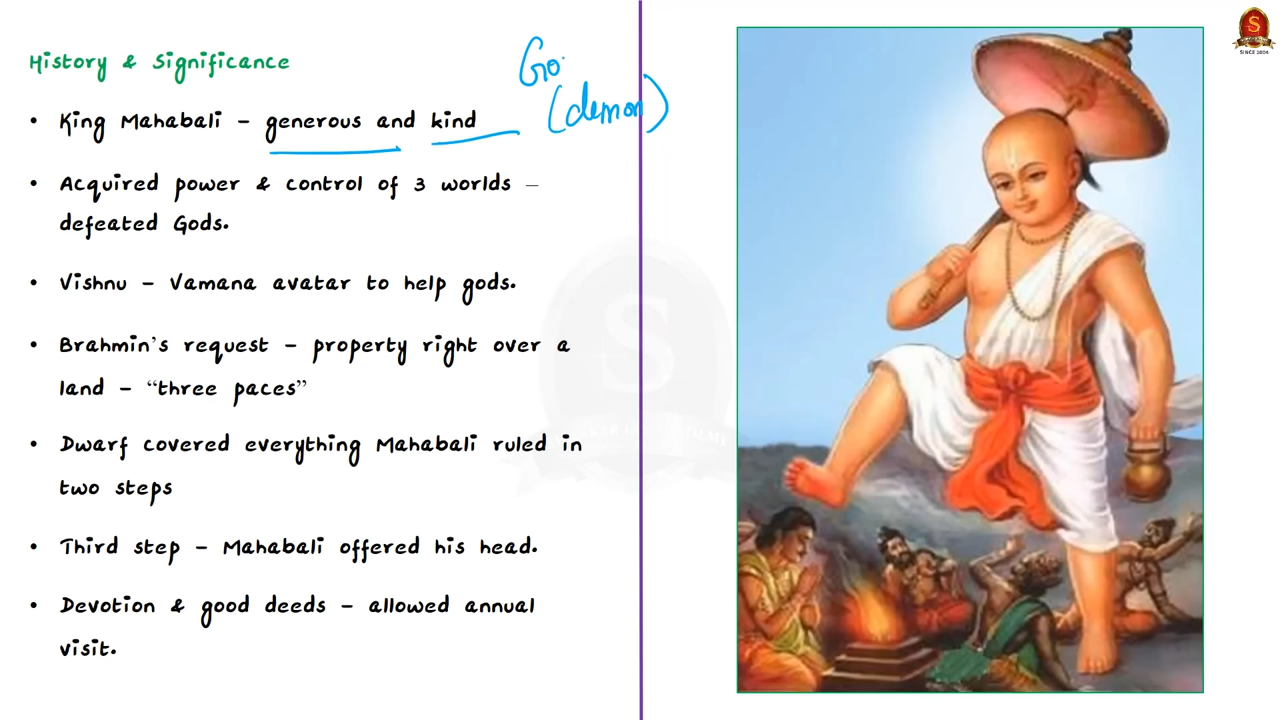 History & Significance
Go
(demon)
• King Mahabali - generous and kind
• Acquired power & control of 3 worlds –
defeated Gods.
• Vishnu - Vamana avatar to help gods.
• Brahmin's request - property right over a
land - “three paces”
• Dwarf covered everything Mahabali ruled in
two steps
• Third step - Mahabali offered his head.
• Devotion & good deeds - allowed annual
visit.
S
SINCE 2004